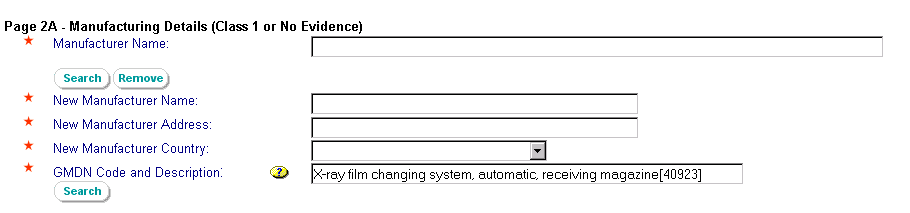 Page 2A - Manufacturing Details (Class 1 or No Evidence)
* Manufacturer Name:
Search Remove
* New Manufacturer Name:
* New Manufacturer Address:
* New Manufacturer Country:
* GMDN Code and Description: ? X-ray film changing system, automatic, receiving magazine[40923]
Search